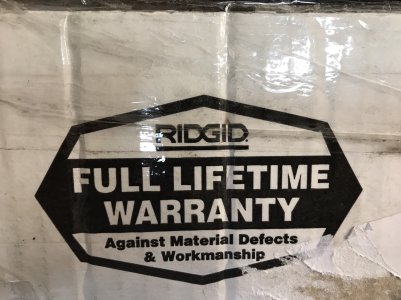 RIDGID
FULL LIFETIME
WARRANTY
Against Material Defects
& Workmanship